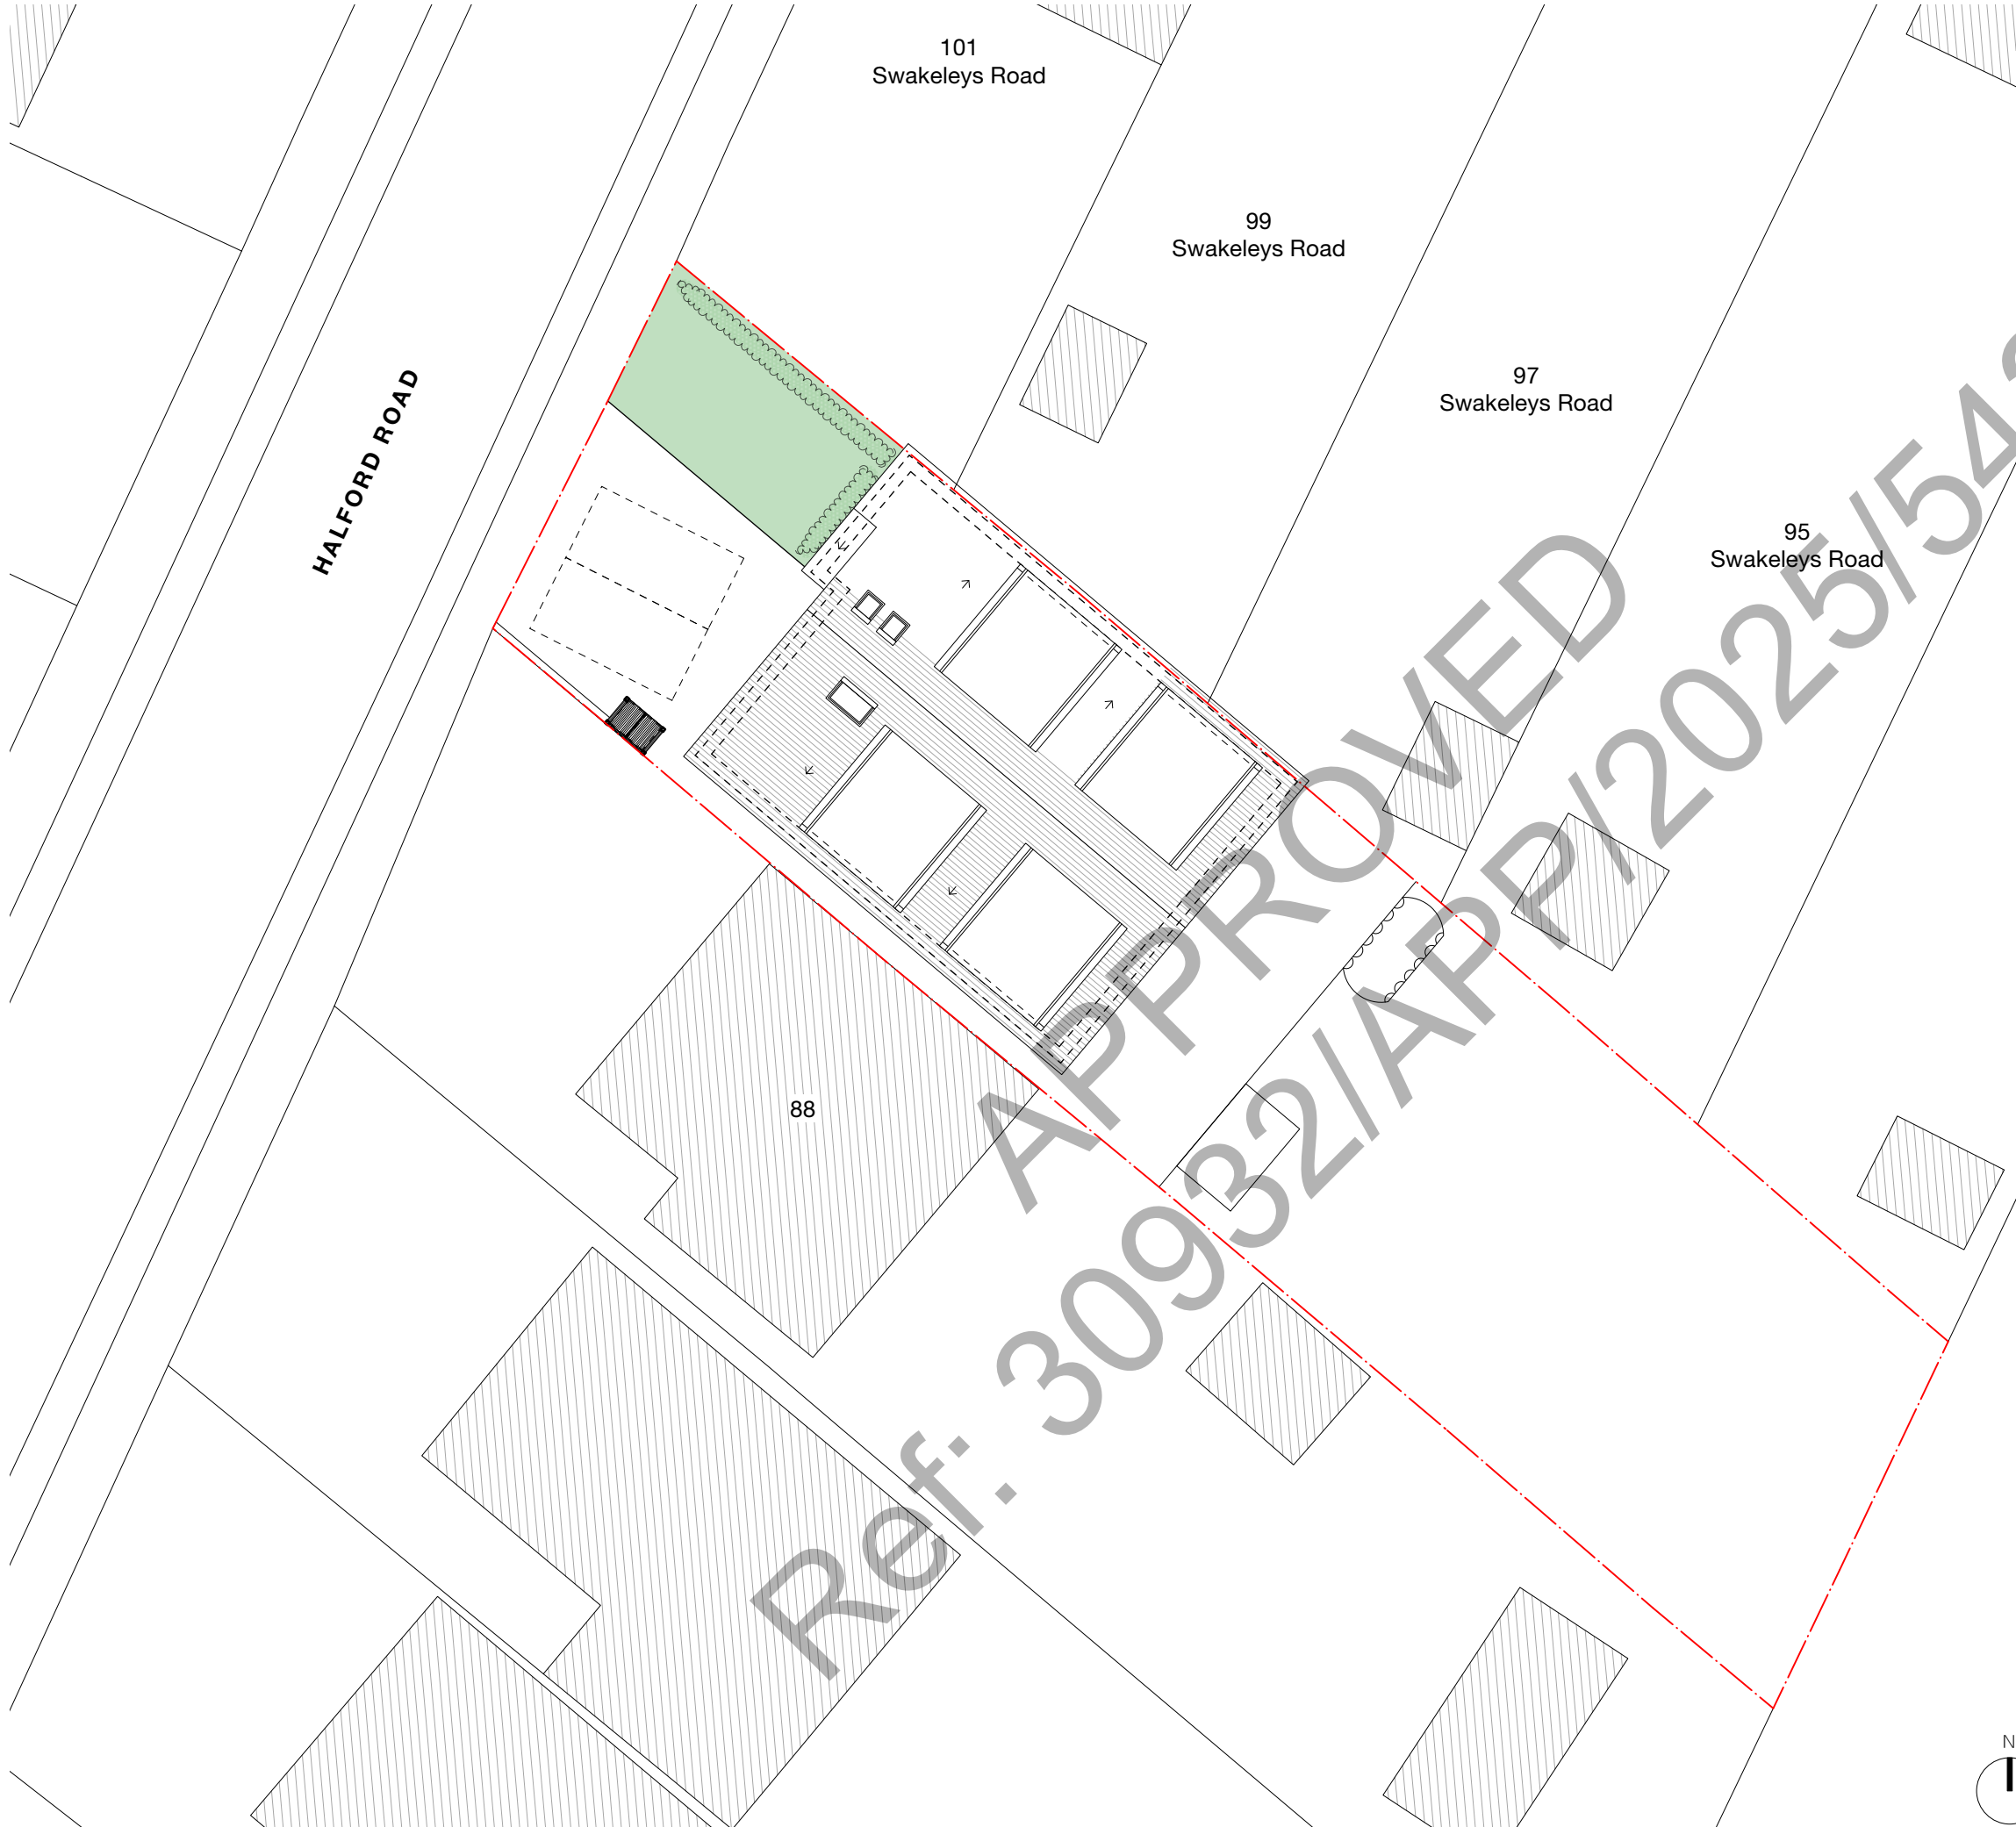 101
Swakeleys Road
99
Swakeleys Road
97
Swakeleys Road
95
Swakeleys Road
HALFORD ROAD
88
APPROVED
Ref: 30932/APP/2025/54
N